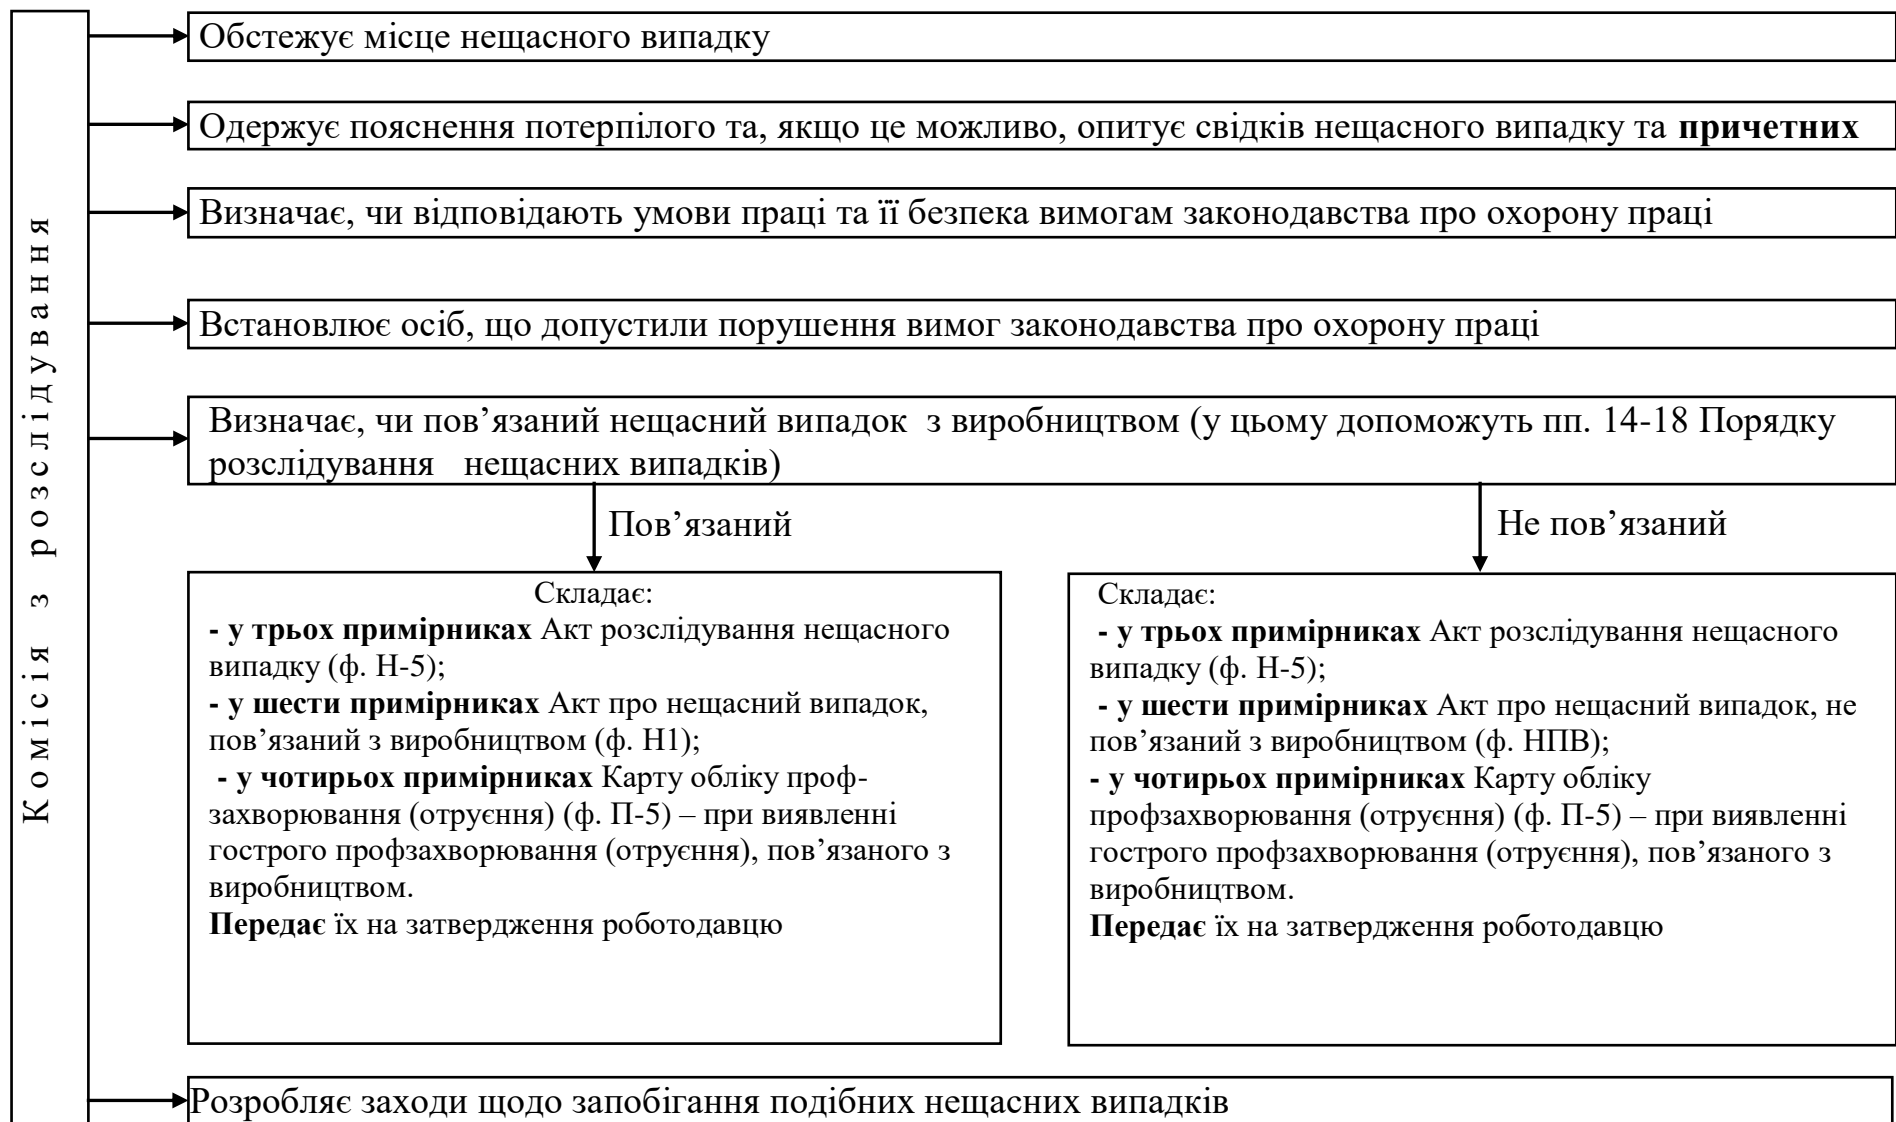 Комісія з розслідування
Обстежує місце нещасного випадку
Одержує пояснення потерпілого та, якщо це можливо, опитує свідків нещасного випадку та причетних
Визначає, чи відповідають умови праці та її безпека вимогам законодавства про охорону праці
Встановлює осіб, що допустили порушення вимог законодавства про охорону праці
Визначає, чи пов’язаний нещасний випадок з виробництвом (у цьому допоможуть пп. 14-18 Порядку
розслідування нещасних випадків)
Пов’язаний
Не пов’язаний
Складає:
- у трьох примірниках Акт розслідування нещасного
випадку (ф. Н-5);
- у шести примірниках Акт про нещасний випадок,
пов’язаний з виробництвом (ф. Н1);
- у чотирьох примірниках Карту обліку проф-
захворювання (отруєння) (ф. П-5) – при виявленні
гострого профзахворювання (отруєння), пов’язаного з
виробництвом.
Передає їх на затвердження роботодавцю
Складає:
- у трьох примірниках Акт розслідування нещасного
випадку (ф. Н-5);
- у шести примірниках Акт про нещасний випадок, не
пов’язаний з виробництвом (ф. НПВ);
- у чотирьох примірниках Карту обліку
профзахворювання (отруєння) (ф. П-5) – при виявленні
гострого профзахворювання (отруєння), пов’язаного з
виробництвом.
Передає їх на затвердження роботодавцю
Розробляє заходи щодо запобігання подібних нещасних випадків